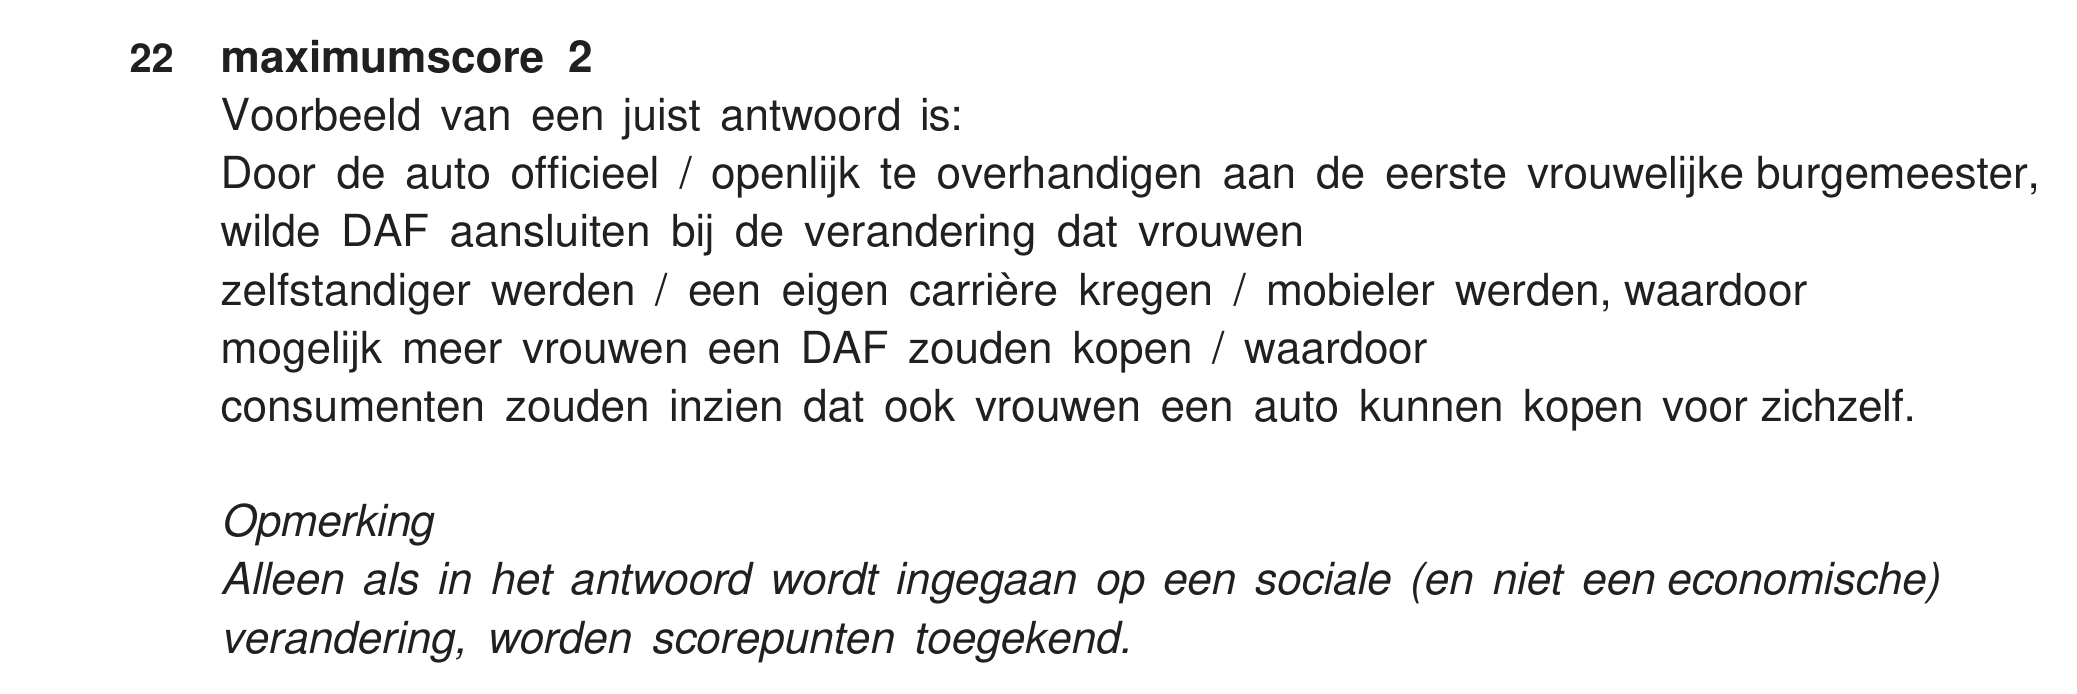 22 maximumscore 2
Voorbeeld van een juist antwoord is:
Door de auto officieel / openlijk te overhandigen aan de eerste vrouwelijke burgemeester,
wilde DAF aansluiten bij de verandering dat vrouwen
zelfstandiger werden / een eigen carrière kregen / mobieler werden, waardoor
mogelijk meer vrouwen een DAF zouden kopen / waardoor
consumenten zouden inzien dat ook vrouwen een auto kunnen kopen voor zichzelf.
Opmerking
Alleen als in het antwoord wordt ingegaan op een sociale (en niet een economische)
verandering, worden scorepunten toegekend.